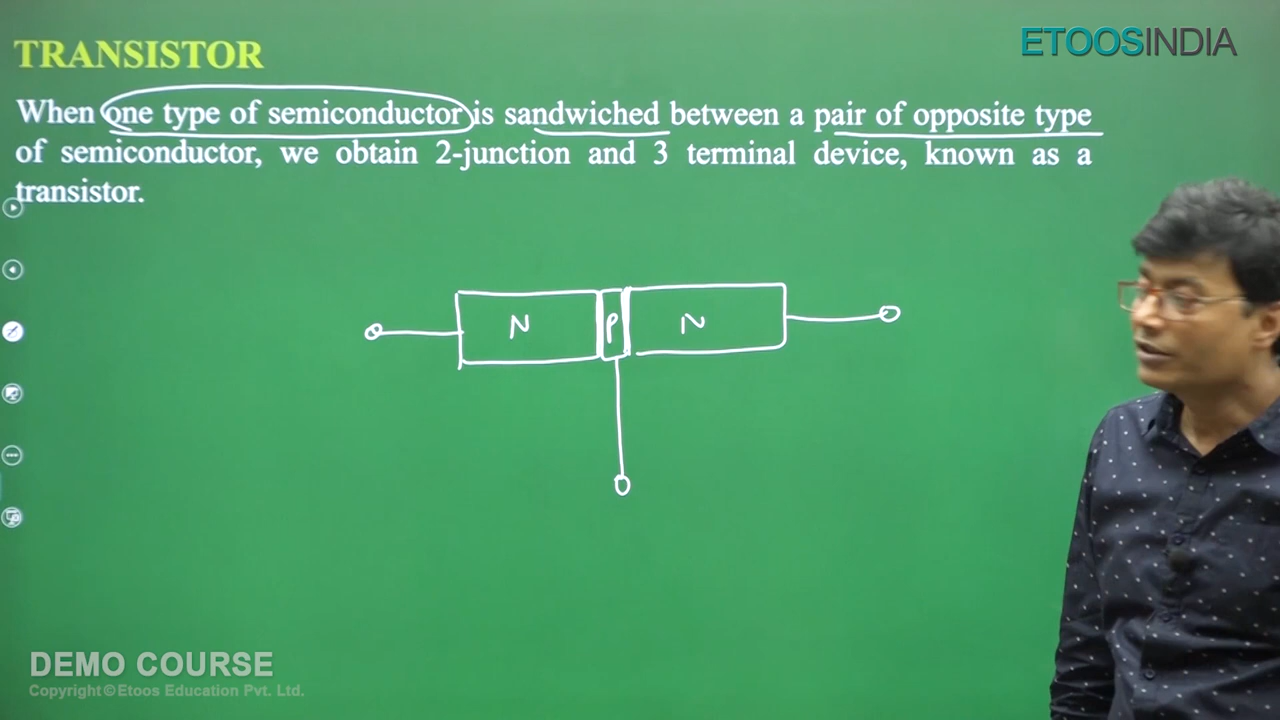 TRANSISTOR
ETOOSINDIA
When one type of semiconductor is sandwiched between a pair of opposite type
of semiconductor, we obtain 2-junction and 3 terminal device, known as a
transistor.
N P N
DEMO COURSE
Copyright © Etoos Education Pvt. Ltd.